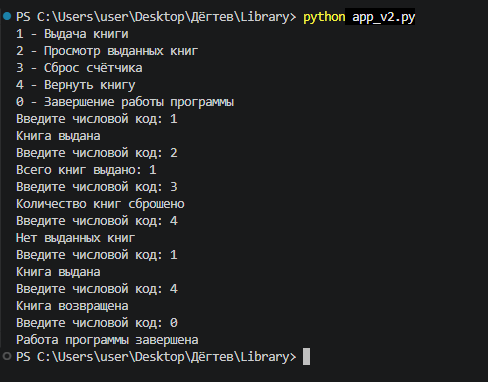 PS C:\Users\user\Desktop\Дёгтев\Library> python app_v2.py
1 - Выдача книги
2 - Просмотр выданных книг
3 - Сброс счётчика
4 - Вернуть книгу
0 - Завершение работы программы
Введите числовой код: 1
Книга выдана
Введите числовой код: 2
Всего книг выдано: 1
Введите числовой код: 3
Количество книг сброшено
Введите числовой код: 4
Нет выданных книг
Введите числовой код: 1
Книга выдана
Введите числовой код: 4
Книга возвращена
Введите числовой код: 0
Работа программы завершена
PS C:\Users\user\Desktop\Дёгтев\Library>